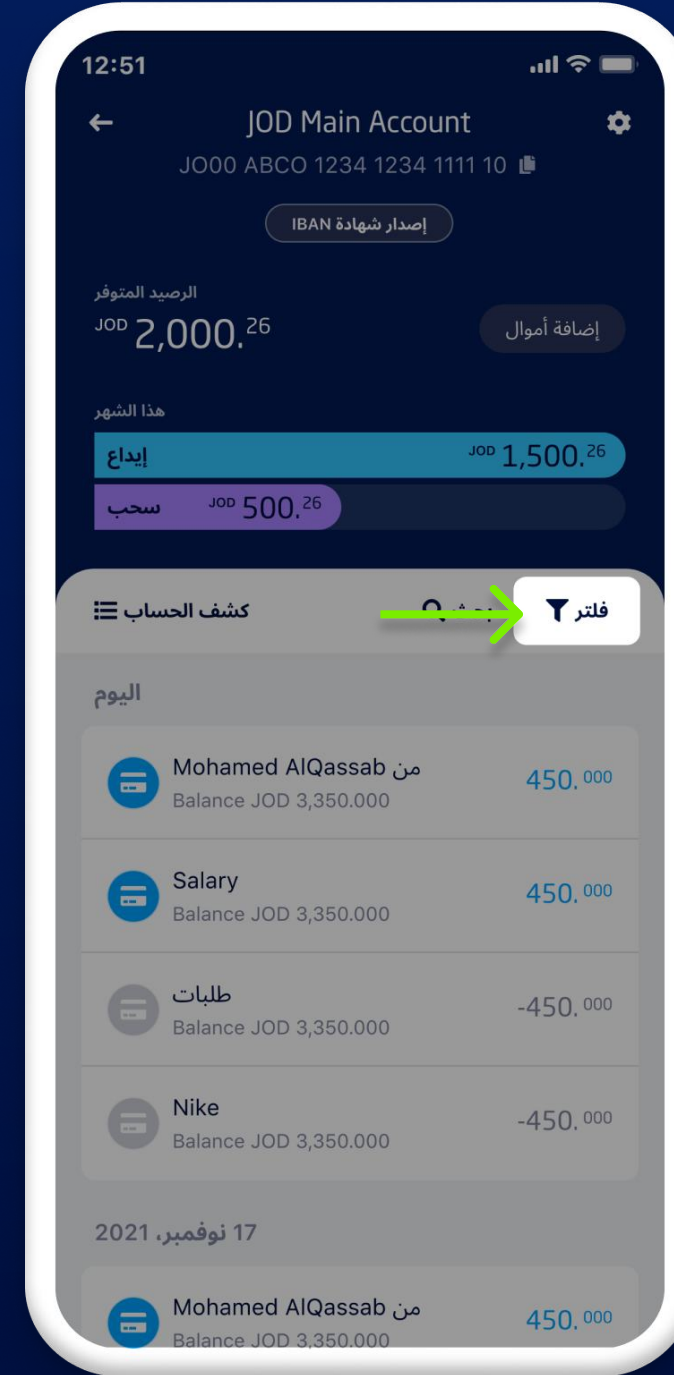 12:51
JOD Main Account
JO00 ABCO 1234 1234 1111 10
إصدار شهادة IBAN
الرصيد المتوفر
JOD 2,000.26
إضافة أموال
هذا الشهر
إيداع JOD 1,500.26
سحب JOD 500.26
كشف الحساب
فلتر
اليوم
من Mohamed AlQassab 450.000
Balance JOD 3,350.000
Salary 450.000
Balance JOD 3,350.000
طلبات -450.000
Balance JOD 3,350.000
Nike -450.000
Balance JOD 3,350.000
17 نوفمبر، 2021
من Mohamed AlQassab 450.000
Balance JOD 3,350.000